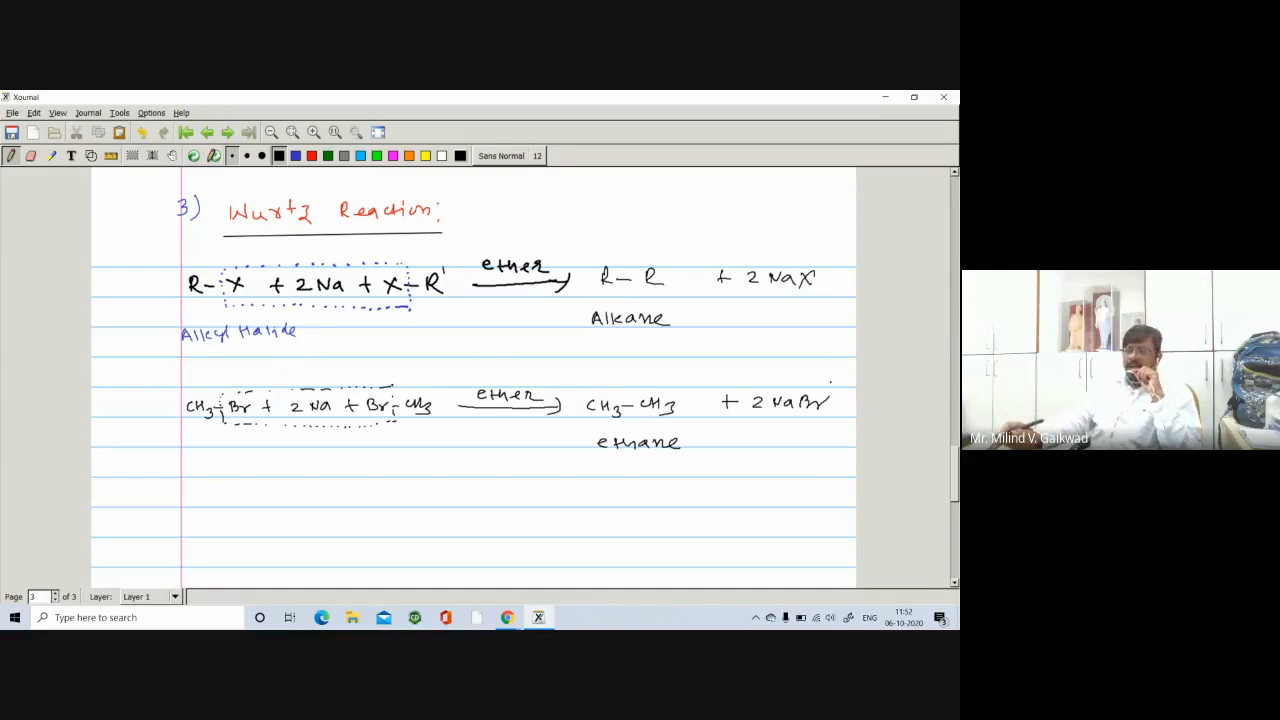 Xournal
File Edit View Journal Tools Options Help
Sans Normal 12
3) Wurtz Reaction:
R-X + 2Na + X-R' ether R-R + 2NaX
Alkyl Halide Alkane
CH3-Br + 2Na + Br-CH3 ether CH3-CH3 + 2NaBr
ethane
Mr. Milind V. Gaikwad
Page 3 of 3 Layer: Layer 1
Type here to search
ENG 11:52
06-10-2020